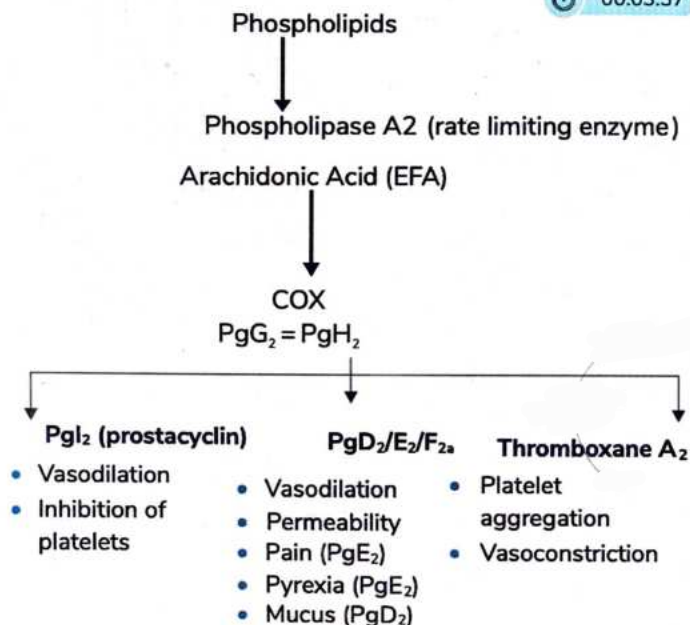 Phospholipids
Phospholipase A2 (rate limiting enzyme)
Arachidonic Acid (EFA)
COX
PgG₂ = PgH₂
PgI₂ (prostacyclin)
• Vasodilation
• Inhibition of
platelets
PgD₂/E₂/F₂ₐ
• Vasodilation
• Permeability
• Pain (PgE₂)
• Pyrexia (PgE₂)
• Mucus (PgD₂)
Thromboxane A₂
• Platelet
aggregation
• Vasoconstriction